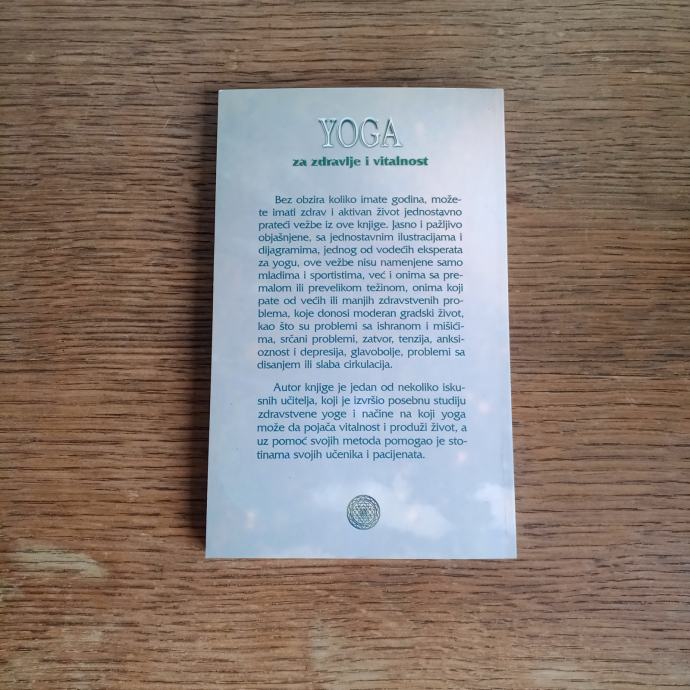 YOGA
za zdravlje i vitalnost
Bez obzira koliko imate godina, može-
te imati zdrav i aktivan život jednostavno
prateći vežbe iz ove knjige. Jasno i pažljivo
objašnjene, sa jednostavnim ilustracijama i
dijagramima, jednog od vodećih eksperata
za yogu, ove vežbe nisu namenjene samo
mladima i sportistima, već i onima sa pre-
malom ili prevelikom težinom, onima koji
pate od većih ili manjih zdravstvenih pro-
blema, koje donosi moderan gradski život,
kao što su problemi sa ishranom i mišići-
ma, srčani problemi, zatvor, tenzija, anksi-
oznost i depresija, glavobolje, problemi sa
disanjem ili slaba cirkulacija.
Autor knjige je jedan od nekoliko isku-
snih učitelja, koji je izvršio posebnu studiju
zdravstvene yoge i načine na koji yoga
može da pojača vitalnost i produži život, a
uz pomoć svojih metoda pomogao je sto-
tinama svojih učenika i pacijenata.